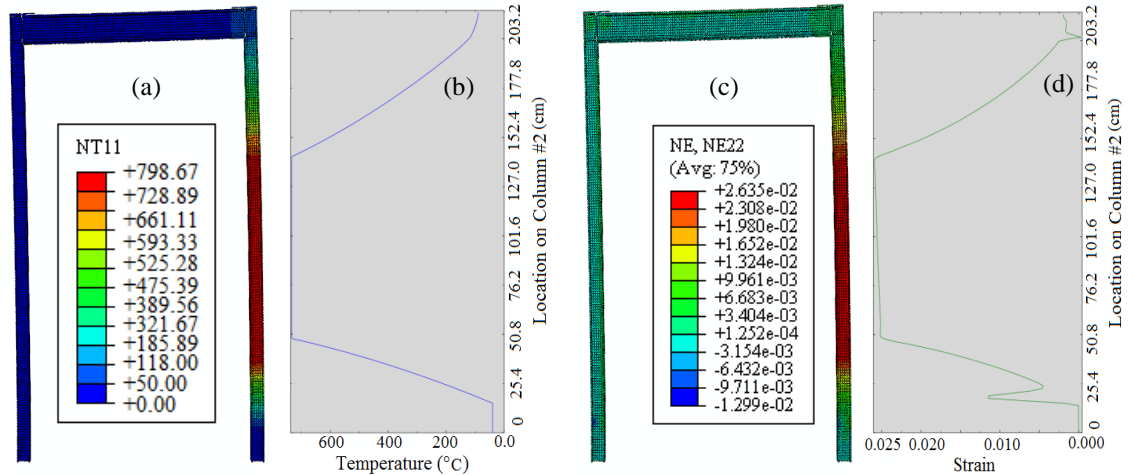 (a)
NT11
+798.67
+728.89
+661.11
+593.33
+525.28
+475.39
+389.56
+321.67
+185.89
+118.00
+50.00
+0.00
(b)
203.2
177.8
152.4
127.0
101.6
76.2
50.8
25.4
0
Location on Column #2 (cm)
600 400 200 0.0
Temperature (°C)
(c)
NE, NE22
(Avg: 75%)
+2.635e-02
+2.308e-02
+1.980e-02
+1.652e-02
+1.324e-02
+9.961e-03
+6.683e-03
+3.404e-03
+1.252e-04
-3.154e-03
-6.432e-03
-9.711e-03
-1.299e-02
(d)
203.2
177.8
152.4
127.0
101.6
76.2
50.8
25.4
0
Location on Column #2 (cm)
0.025 0.020 0.010 0.000
Strain